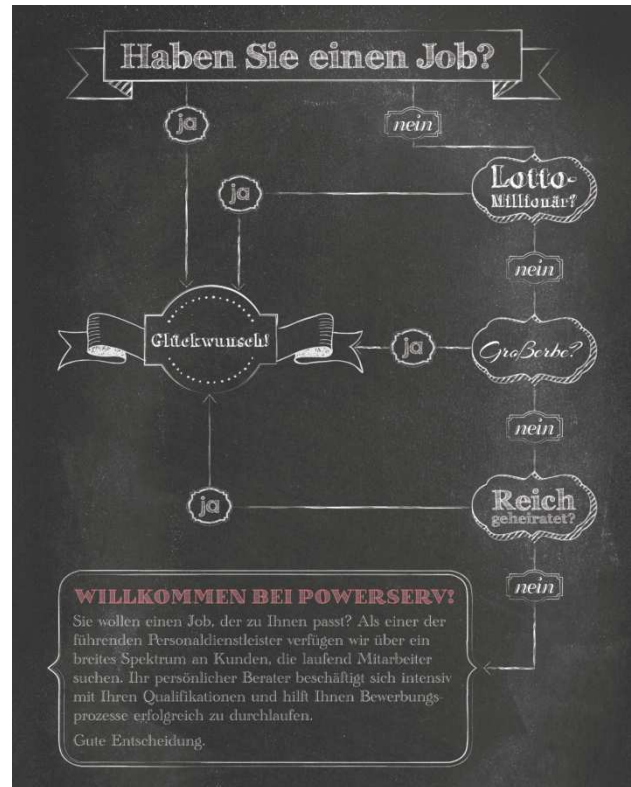 Haben Sie einen Job?
ja
nein
Lotto-
Millionär?
ja
nein
Glückwunsch!
ja
Großerbe?
nein
ja
Reich
geheiratet?
nein
WILLKOMMEN BEI POWERSERV!
Sie wollen einen Job, der zu Ihnen passt? Als einer der
führenden Personaldienstleister verfügen wir über ein
breites Spektrum an Kunden, die laufend Mitarbeiter
suchen. Ihr persönlicher Berater beschäftigt sich intensiv
mit Ihren Qualifikationen und hilft Ihnen Bewerbungs-
prozesse erfolgreich zu durchlaufen.
Gute Entscheidung.